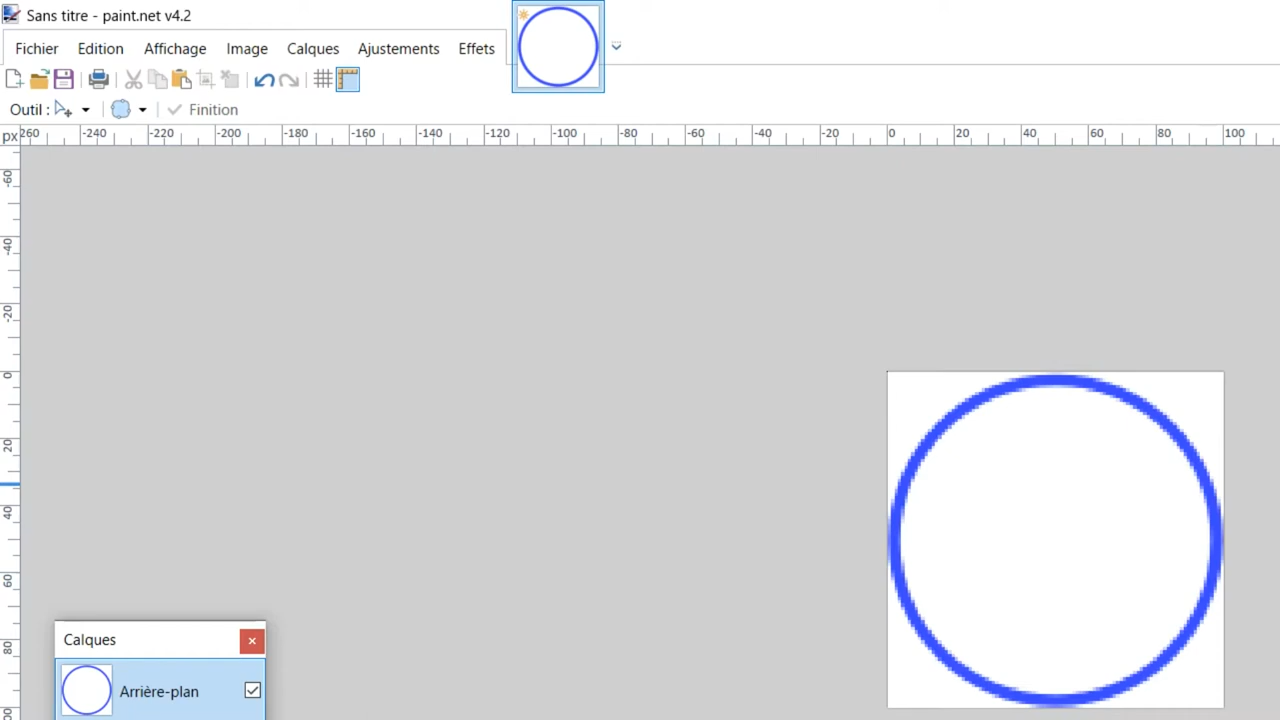 Sans titre - paint.net v4.2
Fichier Edition Affichage Image Calques Ajustements Effets
Outil : Finition
px 260 -240 -220 -200 -180 -160 -140 -120 -100 -80 -60 -40 -20 0 20 40 60 80 100
-60
-40
-20
0
20
40
60
80
Calques
Arrière-plan